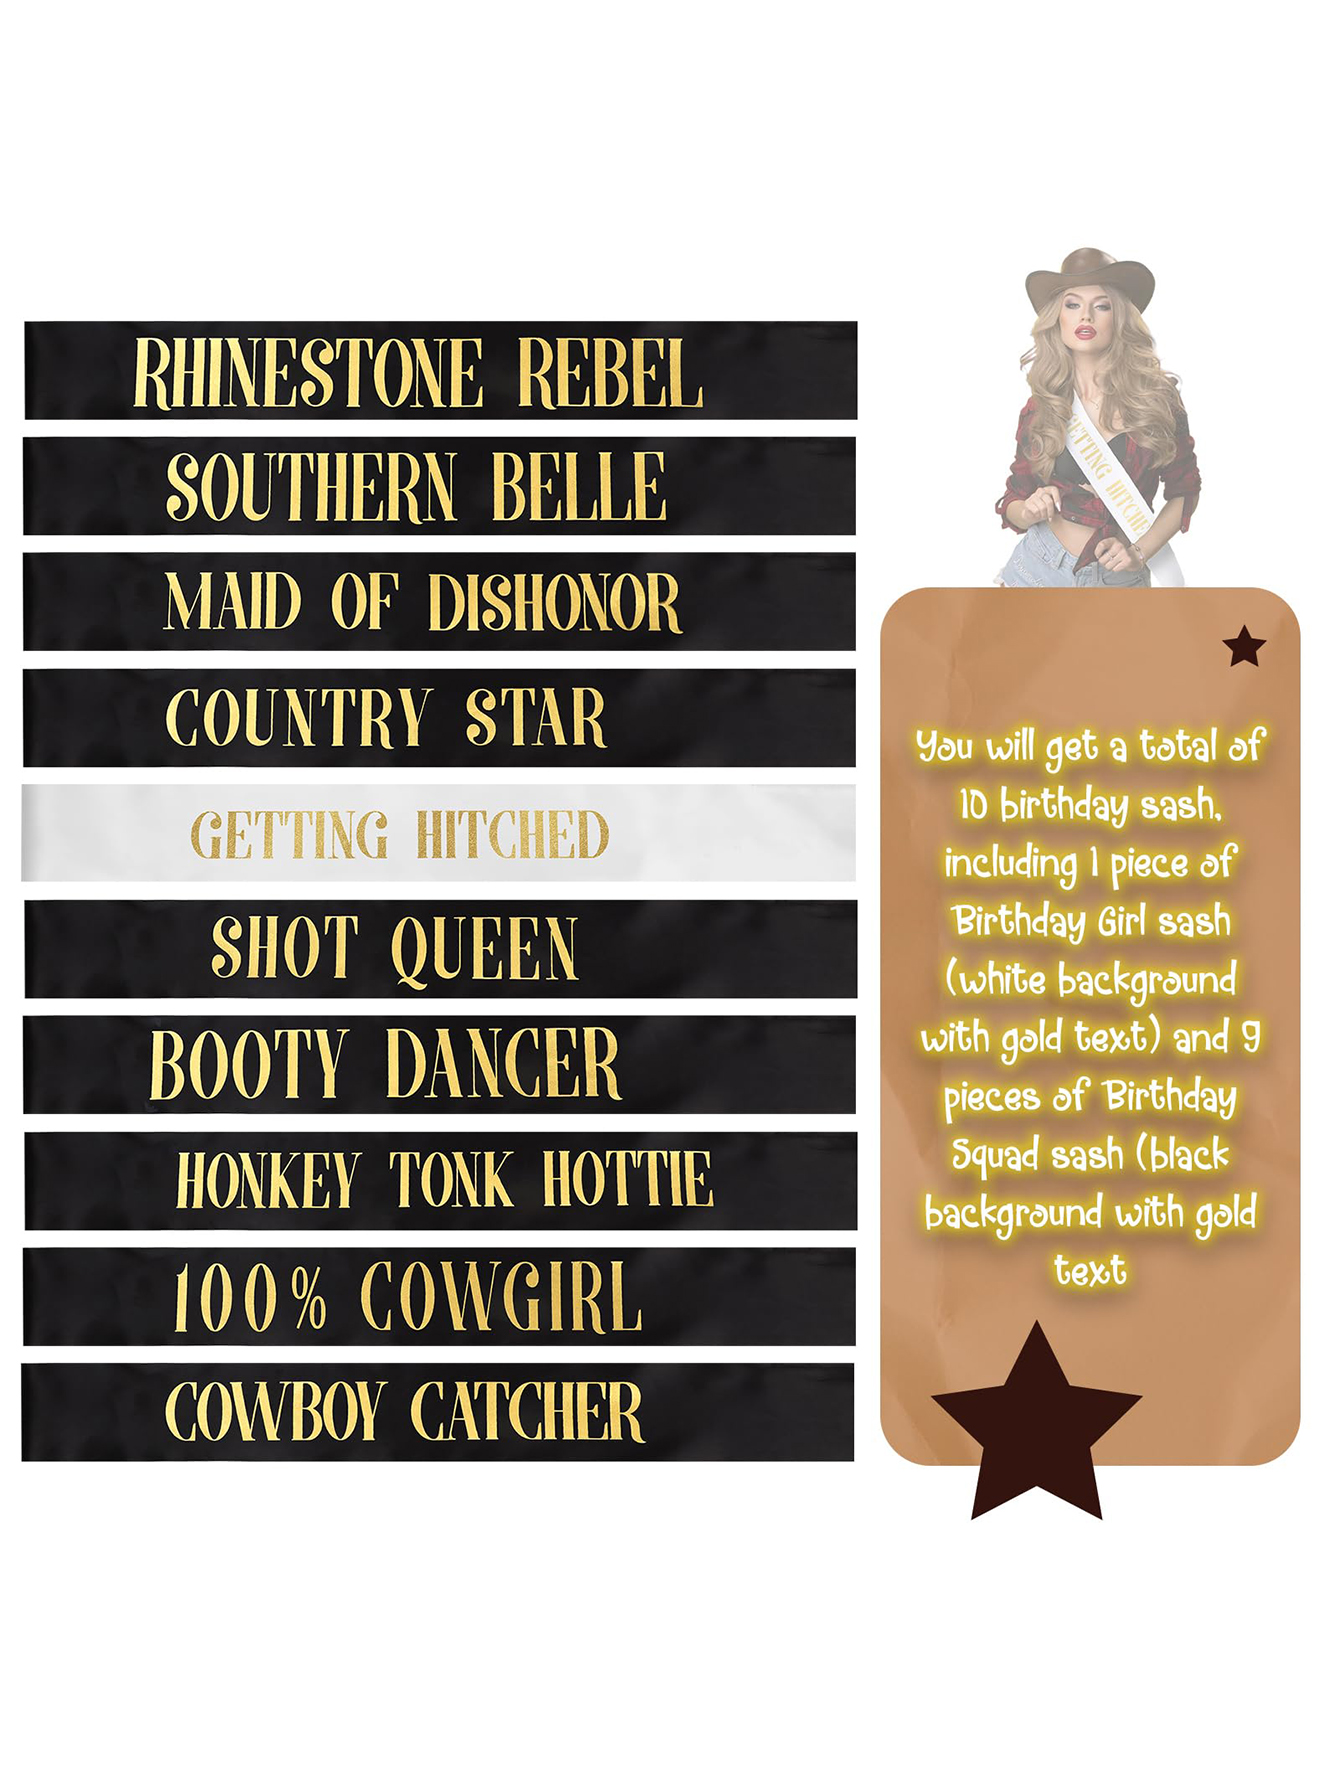 RHINESTONE REBEL
SOUTHERN BELLE
MAID OF DISHONOR
COUNTRY STAR
GETTING HITCHED
SHOT QUEEN
BOOTY DANCER
HONKEY TONK HOTTIE
100% COWGIRL
COWBOY CATCHER
GETTING HITCHE
You will get a total of
10 birthday sash,
including 1 piece of
Birthday Girl sash
(white background
with gold text) and 9
pieces of Birthday
Squad sash (black
background with gold
text